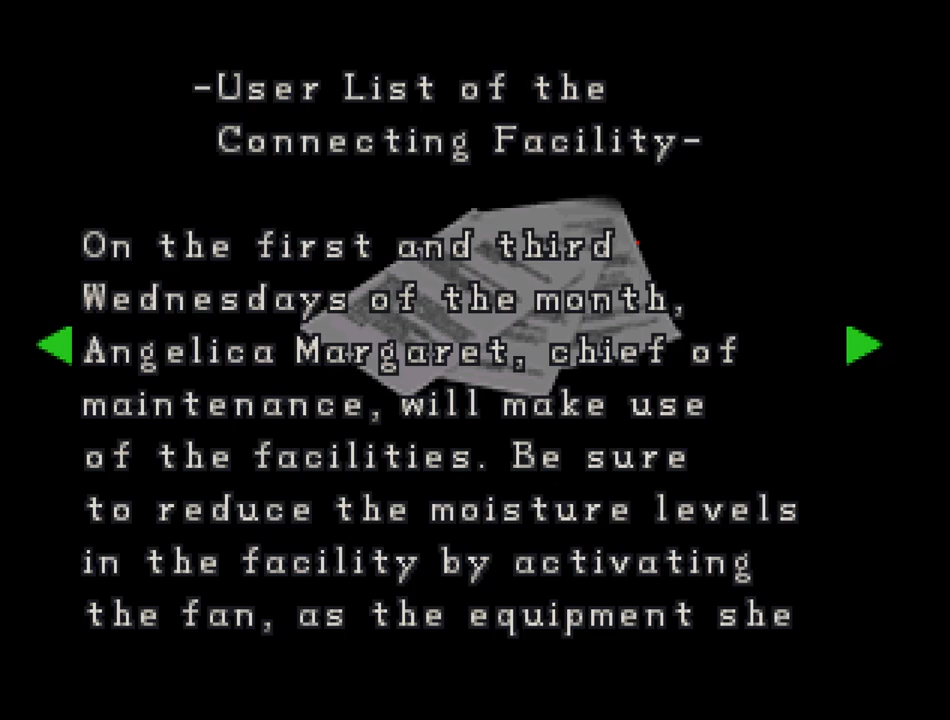 -User List of the
Connecting Facility-
On the first and third
Wednesdays of the month,
Angelica Margaret, chief of
maintenance, will make use
of the facilities. Be sure
to reduce the moisture levels
in the facility by activating
the fan, as the equipment she